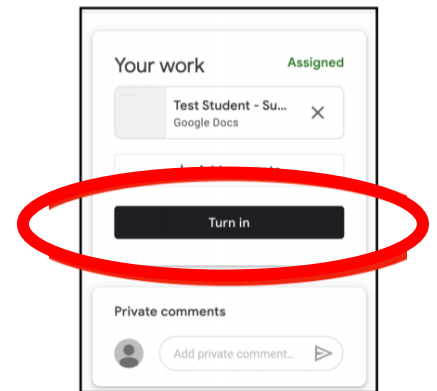 Your work
Assigned
Test Student - Su...
Google Docs
Turn in
Private comments
Add private comment...